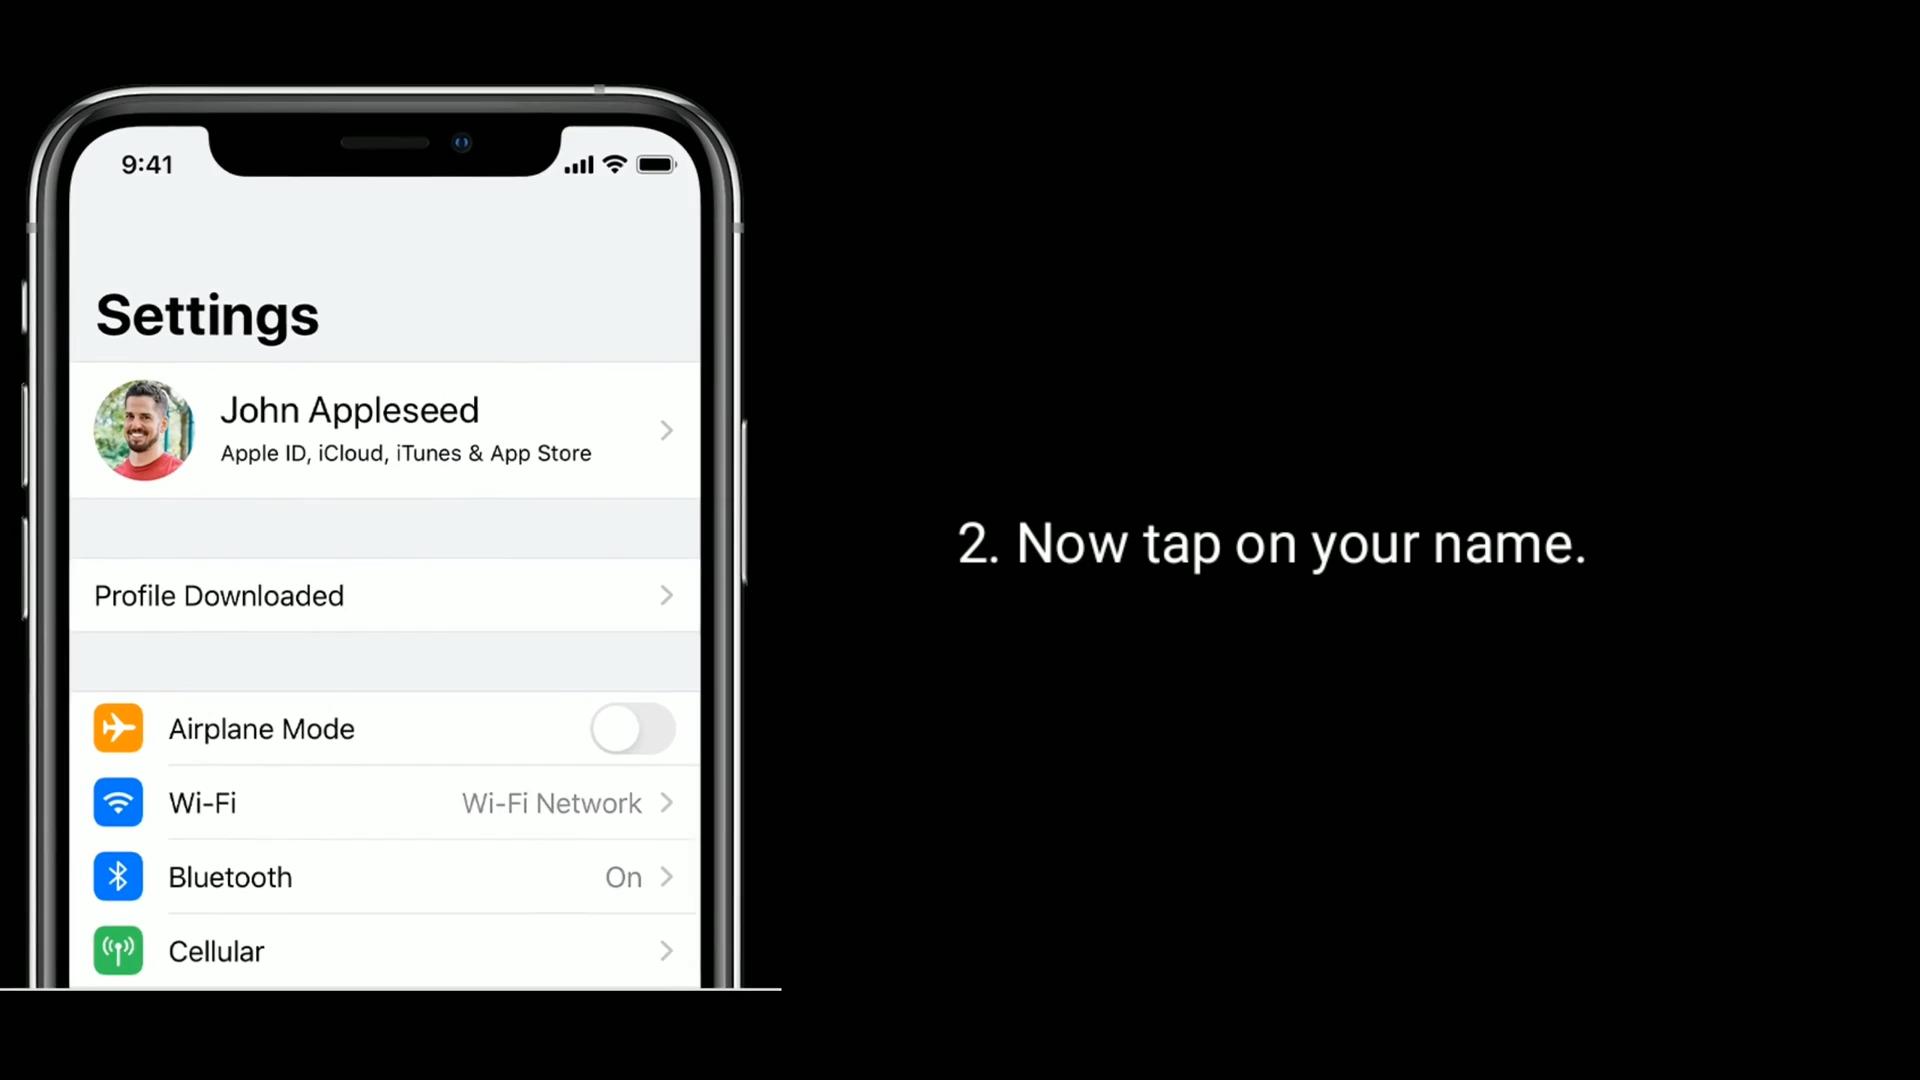 9:41
Settings
John Appleseed
Apple ID, iCloud, iTunes & App Store
Profile Downloaded
Airplane Mode
Wi-Fi Wi-Fi Network
Bluetooth On
Cellular
2. Now tap on your name.